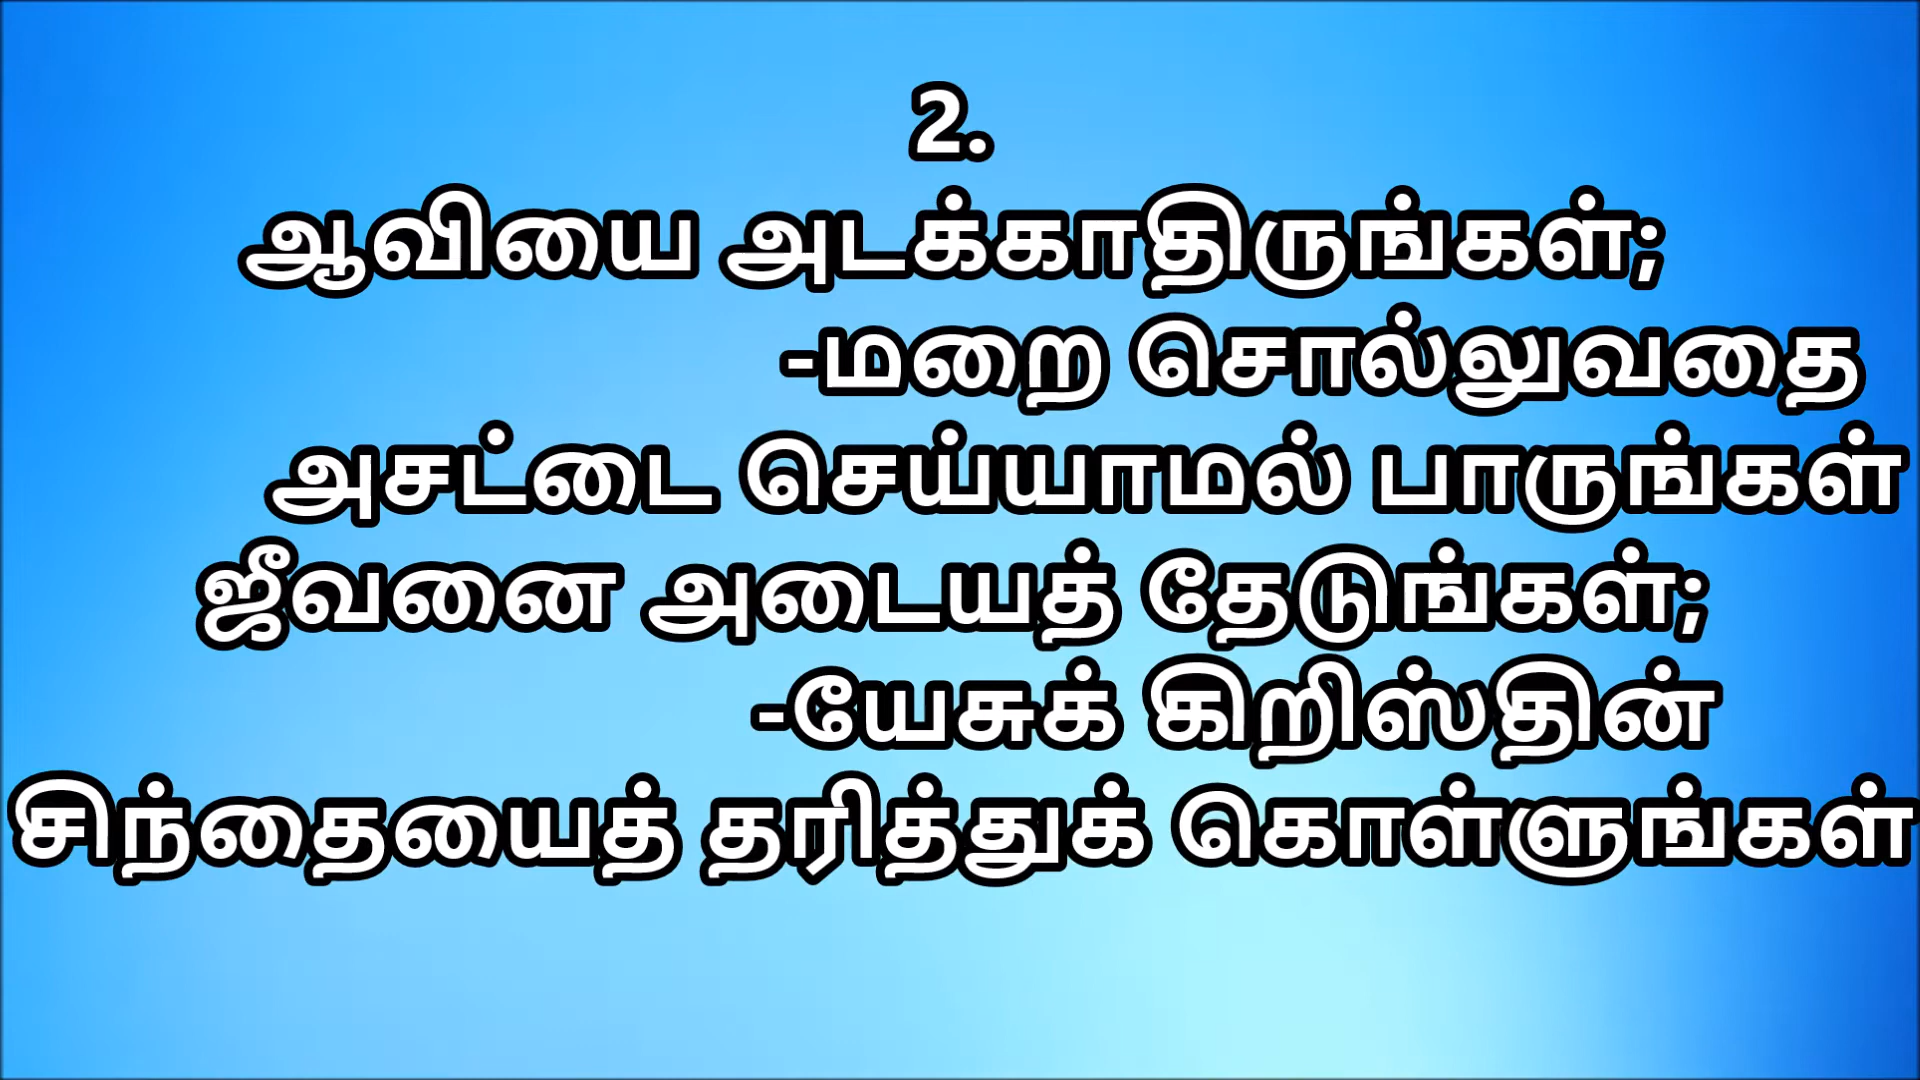 2.
ஆவியை அடக்காதிருங்கள்;
-மறை சொல்லுவதை
அசட்டை செய்யாமல் பாருங்கள்
ஜீவனை அடையத் தேடுங்கள்;
-யேசுக் கிறிஸ்தின்
சிந்தையைத் தரித்துக் கொள்ளுங்கள்